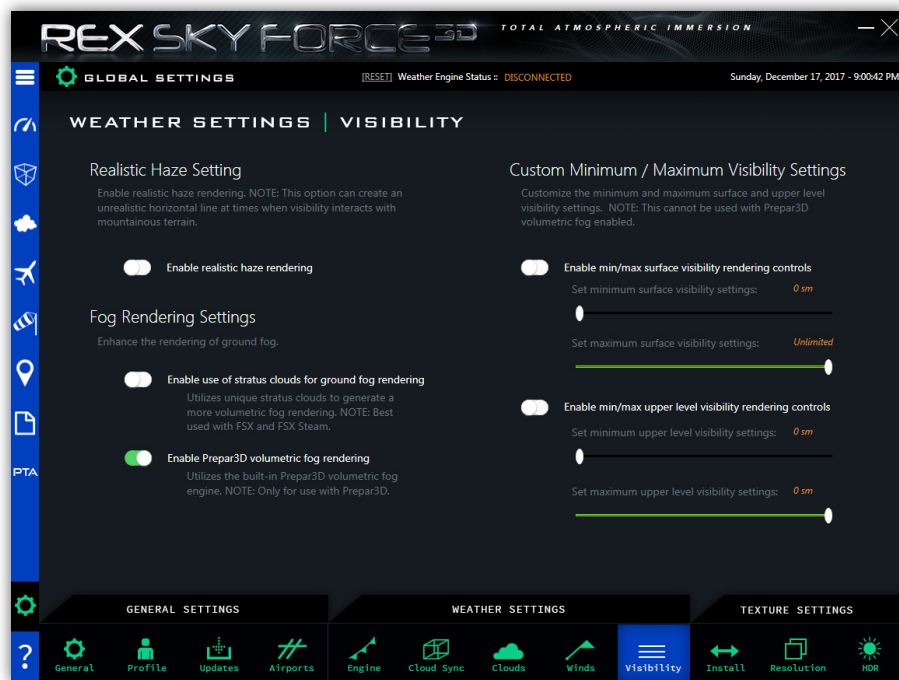 REX SKY FORCE 3D TOTAL ATMOSPHERIC IMMERSION
GLOBAL SETTINGS
[RESET] Weather Engine Status :: DISCONNECTED
Sunday, December 17, 2017 - 9:00:42 PM
WEATHER SETTINGS | VISIBILITY
Realistic Haze Setting
Enable realistic haze rendering. NOTE: This option can create an
unrealistic horizontal line at times when visibility interacts with
mountainous terrain.
Enable realistic haze rendering
Fog Rendering Settings
Enhance the rendering of ground fog.
Enable use of stratus clouds for ground fog rendering
Utilizes unique stratus clouds to generate a
more volumetric fog rendering. NOTE: Best
used with FSX and FSX Steam.
Enable Prepar3D volumetric fog rendering
Utilizes the built-in Prepar3D volumetric fog
engine. NOTE: Only for use with Prepar3D.
Custom Minimum / Maximum Visibility Settings
Customize the minimum and maximum surface and upper level
visibility settings. NOTE: This cannot be used with Prepar3D
volumetric fog enabled.
Enable min/max surface visibility rendering controls
Set minimum surface visibility settings: 0 sm
Set maximum surface visibility settings: Unlimited
Enable min/max upper level visibility rendering controls
Set minimum upper level visibility settings: 0 sm
Set maximum upper level visibility settings: 0 sm
PTA
GENERAL SETTINGS
WEATHER SETTINGS
TEXTURE SETTINGS
?
General
Profile
Updates
Airports
Engine
Cloud Sync
Clouds
Winds
Visibility
Install
Resolution
HDR